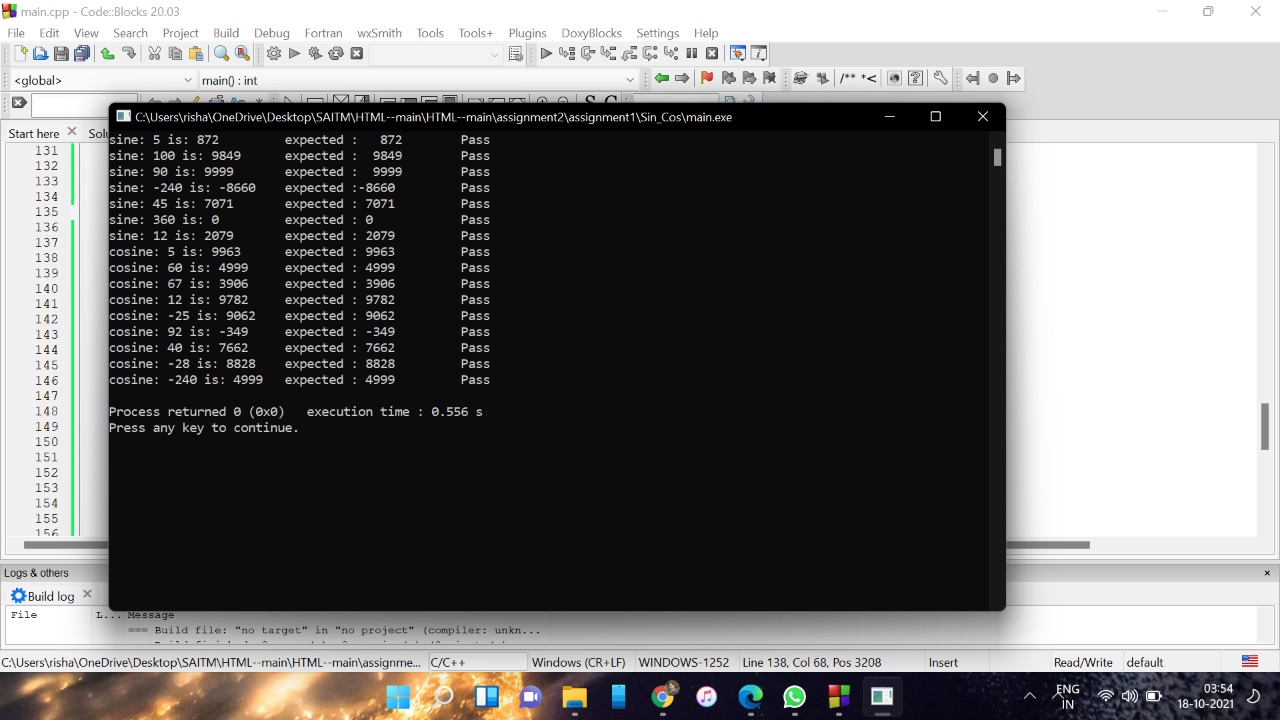 main.cpp - Code::Blocks 20.03
File Edit View Search Project Build Debug Fortran wxSmith Tools Tools+ Plugins DoxyBlocks Settings Help
<global> main() : int
/** *<
C:\Users\risha\OneDrive\Desktop\SAITM\HTML--main\HTML--main\assignment2\assignment1\Sin_Cos\main.exe
Start here
sine: 5 is: 872 expected : 872 Pass
sine: 100 is: 9849 expected : 9849 Pass
sine: 90 is: 9999 expected : 9999 Pass
sine: -240 is: -8660 expected :-8660 Pass
sine: 45 is: 7071 expected : 7071 Pass
sine: 360 is: 0 expected : 0 Pass
sine: 12 is: 2079 expected : 2079 Pass
cosine: 5 is: 9963 expected : 9963 Pass
cosine: 60 is: 4999 expected : 4999 Pass
cosine: 67 is: 3906 expected : 3906 Pass
cosine: 12 is: 9782 expected : 9782 Pass
cosine: -25 is: 9062 expected : 9062 Pass
cosine: 92 is: -349 expected : -349 Pass
cosine: 40 is: 7662 expected : 7662 Pass
cosine: -28 is: 8828 expected : 8828 Pass
cosine: -240 is: 4999 expected : 4999 Pass
Process returned 0 (0x0) execution time : 0.556 s
Press any key to continue.
131
132
133
134
135
136
137
138
139
140
141
142
143
144
145
146
147
148
149
150
151
152
153
154
155
156
Logs & others
Build log
File L... Message
=== Build file: "no target" in "no project" (compiler: unkn...
C:\Users\risha\OneDrive\Desktop\SAITM\HTML--main\HTML--main\assignme... C/C++ Windows (CR+LF) WINDOWS-1252 Line 138, Col 68, Pos 3208 Insert Read/Write default
ENG
IN
03:54
18-10-2021